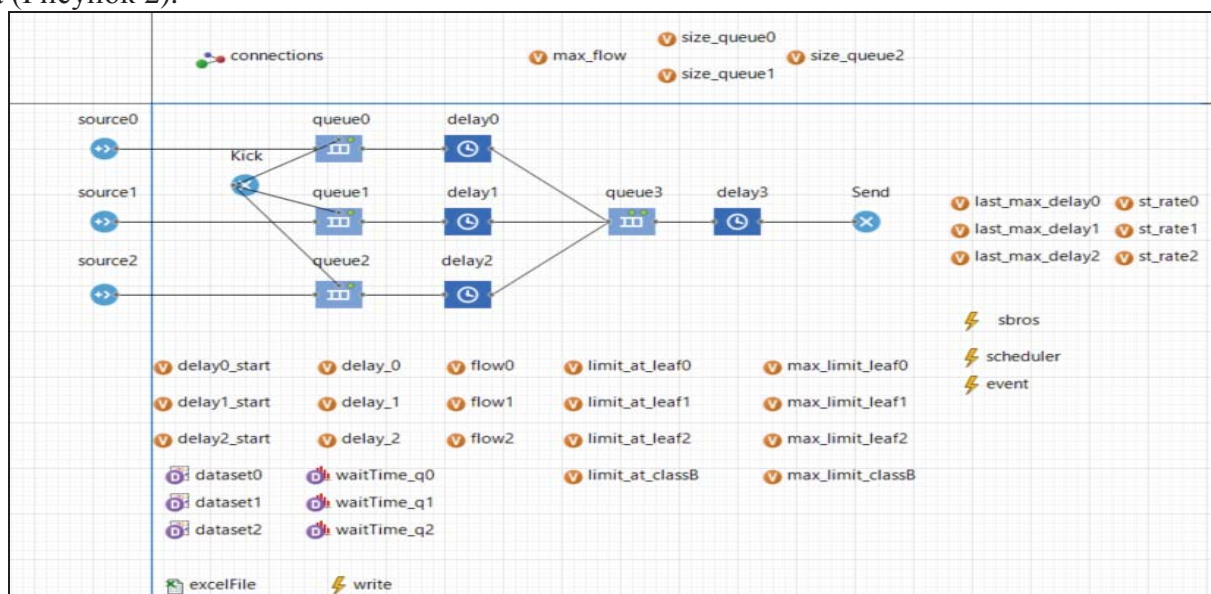 (Рисунок 2).
connections
max_flow
size_queue0
size_queue1
size_queue2
source0
queue0
delay0
Kick
source1
queue1
delay1
queue3
delay3
Send
source2
queue2
delay2
last_max_delay0 st_rate0
last_max_delay1 st_rate1
last_max_delay2 st_rate2
sbros
scheduler
event
delay0_start delay_0 flow0 limit_at_leaf0 max_limit_leaf0
delay1_start delay_1 flow1 limit_at_leaf1 max_limit_leaf1
delay2_start delay_2 flow2 limit_at_leaf2 max_limit_leaf2
dataset0 waitTime_q0 limit_at_classB max_limit_classB
dataset1 waitTime_q1
dataset2 waitTime_q2
excelFile write